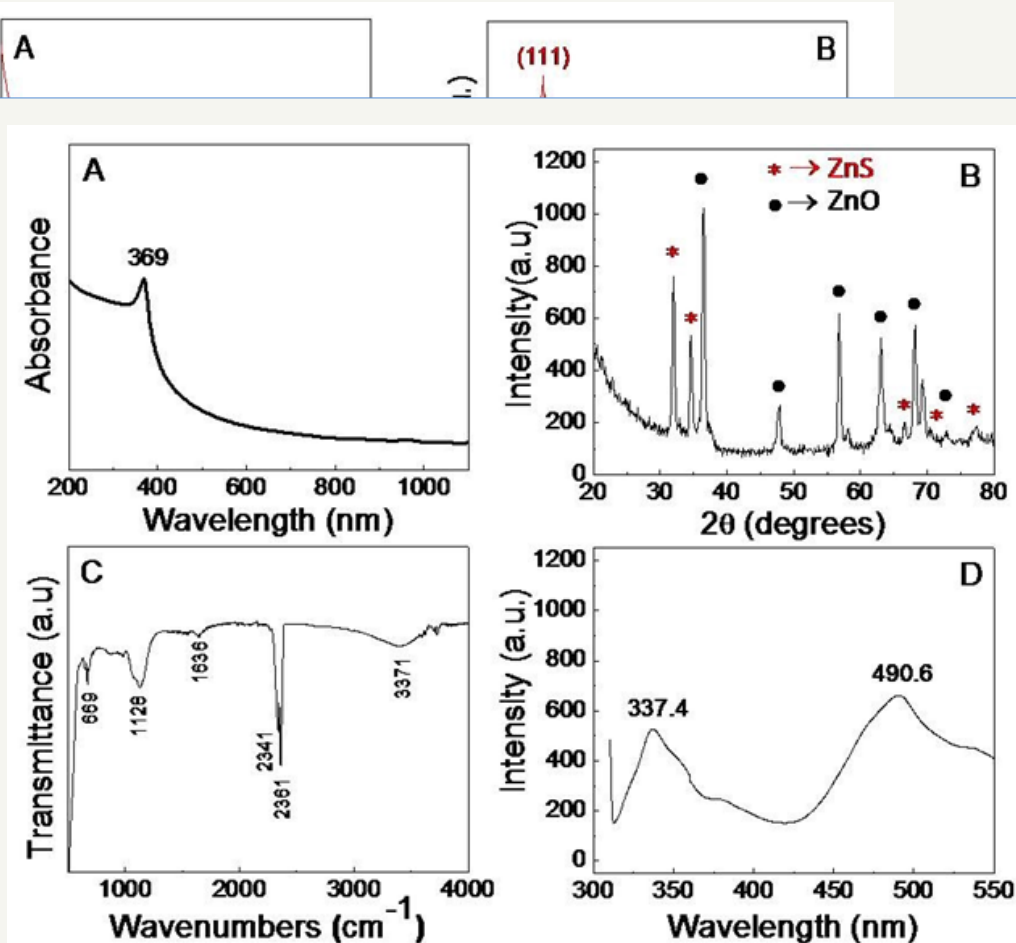 A
(111)
B
A
369
Absorbance
200
400
600
800
1000
Wavelength (nm)
B
* → ZnS
● → ZnO
Intensity(a.u)
1200
1000
800
600
400
200
0
20
30
40
50
60
70
80
2θ (degrees)
C
Transmittance (a.u)
669
1128
1636
2341
2361
3371
1000
2000
3000
4000
Wavenumbers (cm⁻¹)
D
Intensity (a.u.)
1200
1000
800
600
400
200
0
337.4
490.6
300
350
400
450
500
550
Wavelength (nm)